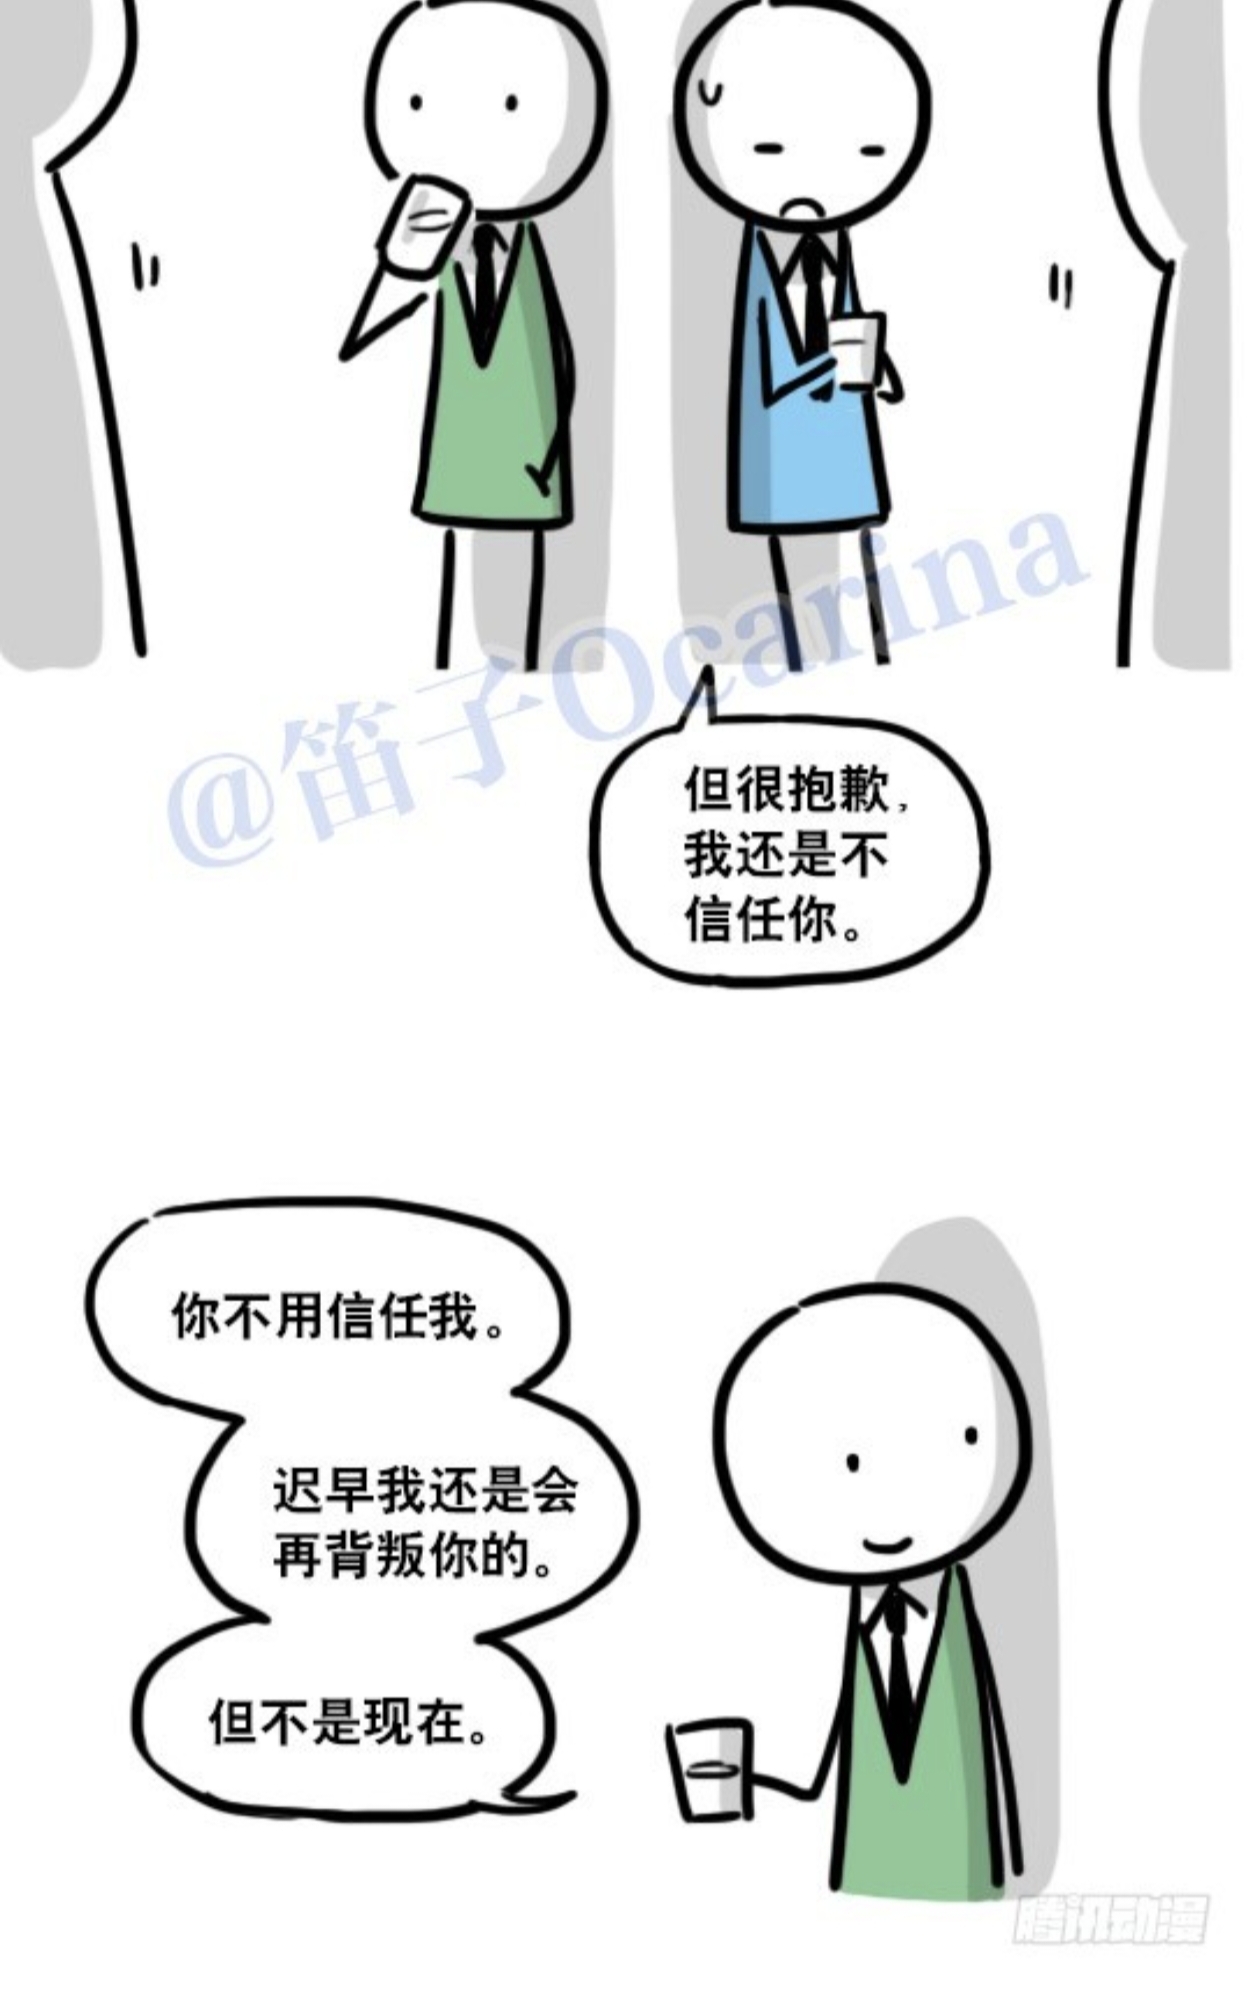 @笛子Ocarina
但很抱歉，
我还是不
信任你。
你不用信任我。
迟早我还是会
再背叛你的。
但不是现在。
腾讯动漫